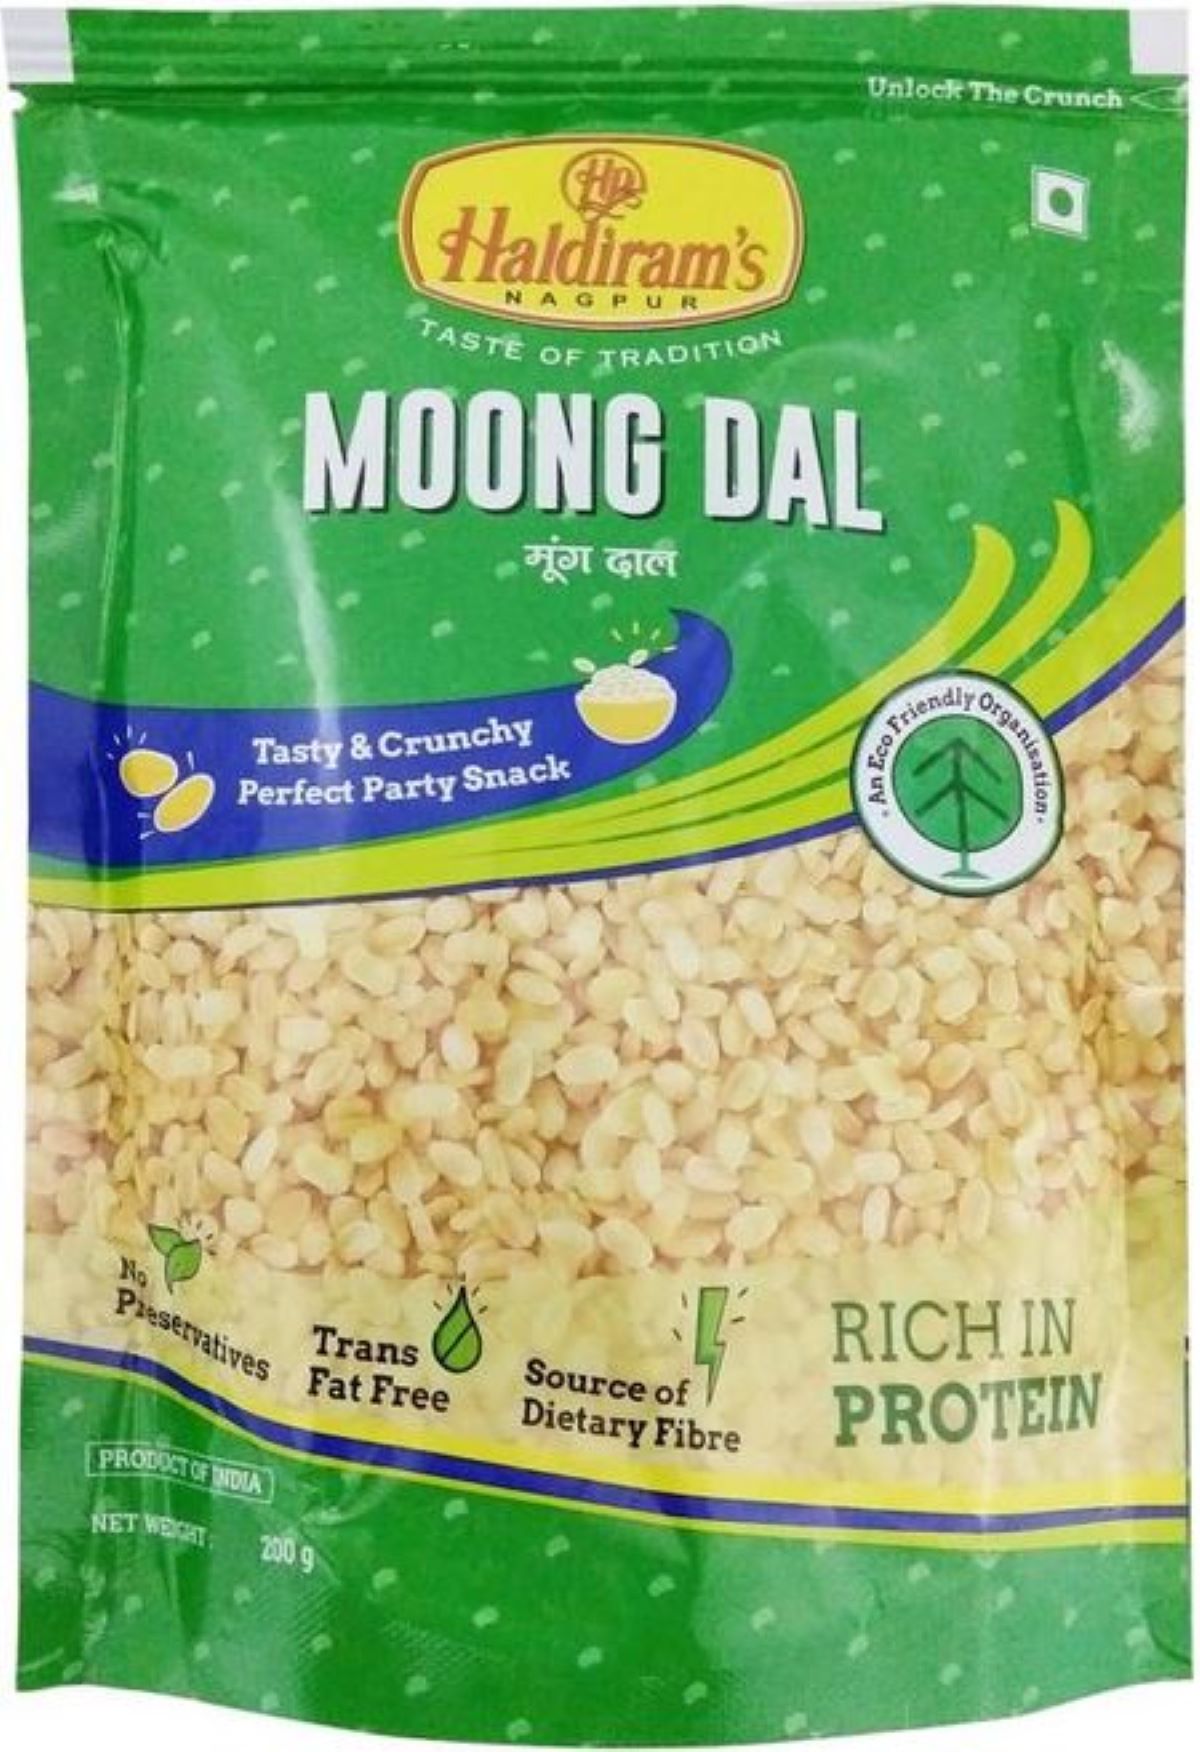 Unlock The Crunch
HR
Haldiram's
NAGPUR
TASTE OF TRADITION
MOONG DAL
मूंग दाल
Tasty & Crunchy
Perfect Party Snack
An Eco Friendly Organisation
No
Preservatives
Trans
Fat Free
Source of
Dietary Fibre
RICH IN
PROTEIN
PRODUCT OF INDIA
NET WEIGHT: 200 g